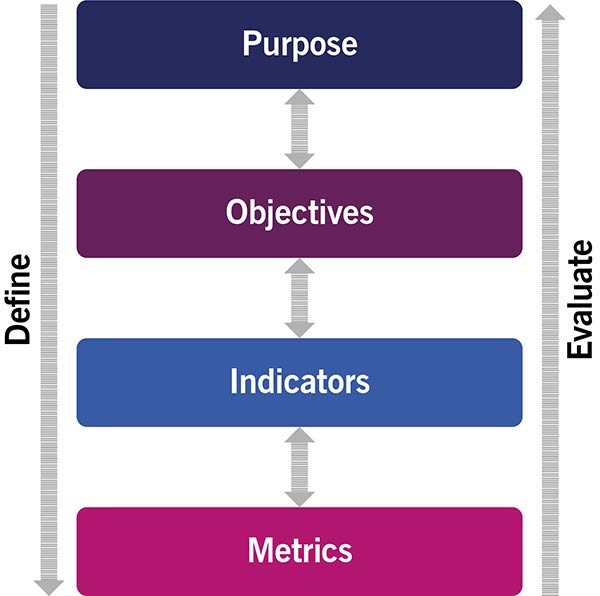 Purpose
Objectives
Indicators
Metrics
Define
Evaluate